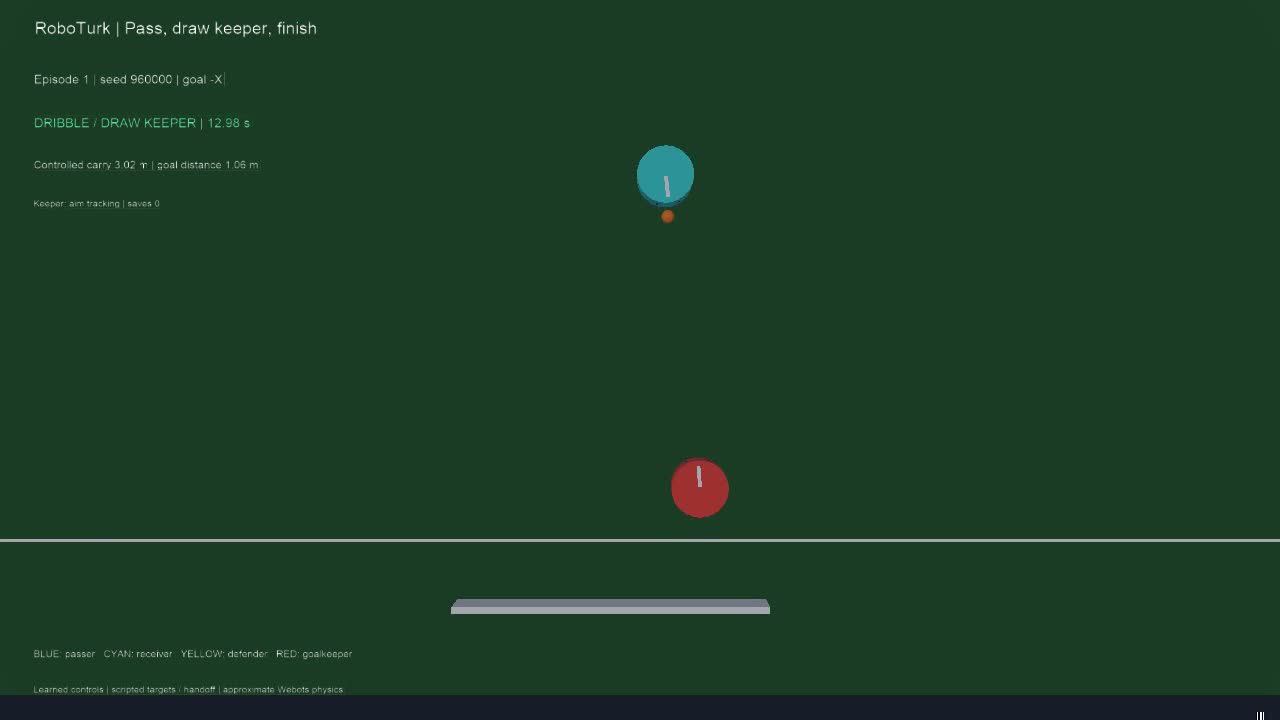 RoboTurk | Pass, draw keeper, finish
Episode 1 | seed 960000 | goal -X
DRIBBLE / DRAW KEEPER | 12.98 s
Controlled carry 3.02 m | goal distance 1.06 m
Keeper: aim tracking | saves 0
BLUE: passer CYAN: receiver YELLOW: defender RED: goalkeeper
Learned controls | scripted targets / handoff | approximate Webots physics